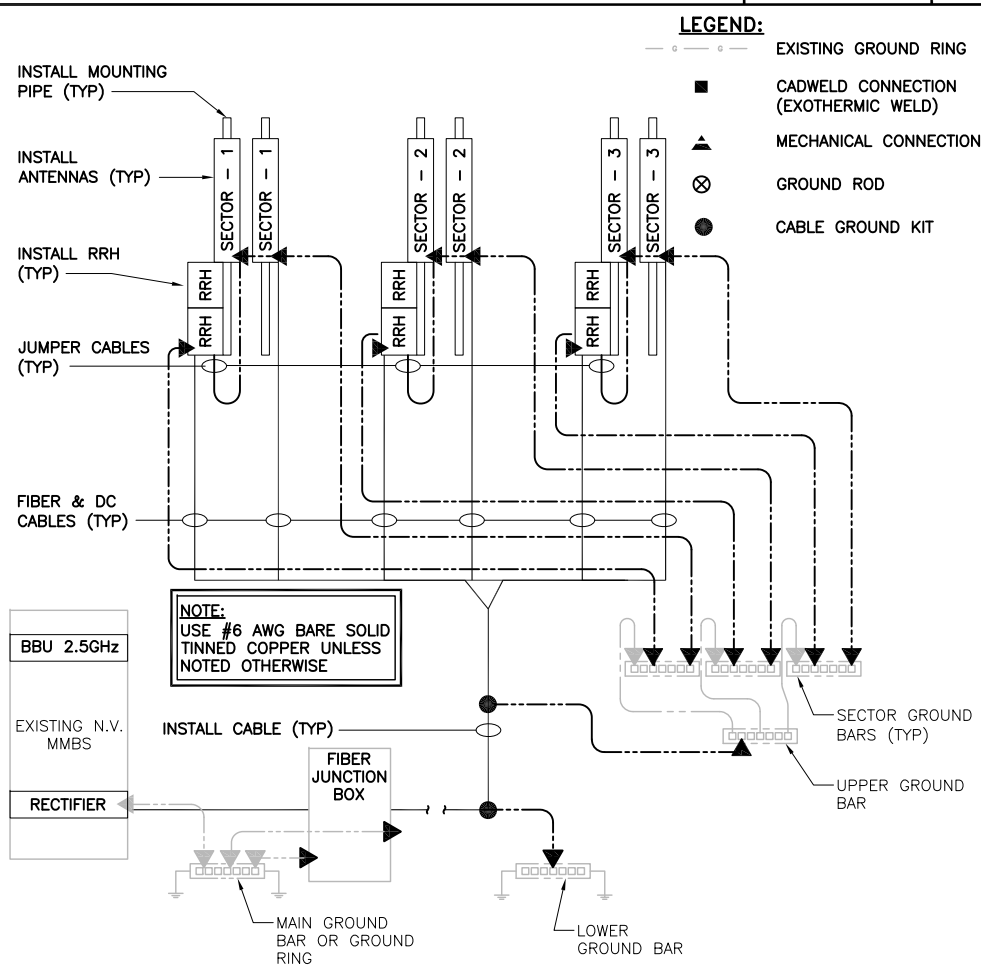 LEGEND:
G G
EXISTING GROUND RING
CADWELD CONNECTION
(EXOTHERMIC WELD)
MECHANICAL CONNECTION
GROUND ROD
CABLE GROUND KIT
INSTALL MOUNTING
PIPE (TYP)
INSTALL
ANTENNAS (TYP)
INSTALL RRH
(TYP)
JUMPER CABLES
(TYP)
FIBER & DC
CABLES (TYP)
SECTOR - 1
SECTOR - 1
SECTOR - 2
SECTOR - 2
SECTOR - 3
SECTOR - 3
RRH
RRH
RRH
RRH
RRH
RRH
NOTE:
USE #6 AWG BARE SOLID
TINNED COPPER UNLESS
NOTED OTHERWISE
BBU 2.5GHz
EXISTING N.V.
MMBS
RECTIFIER
INSTALL CABLE (TYP)
FIBER
JUNCTION
BOX
SECTOR GROUND
BARS (TYP)
UPPER GROUND
BAR
MAIN GROUND
BAR OR GROUND
RING
LOWER
GROUND BAR